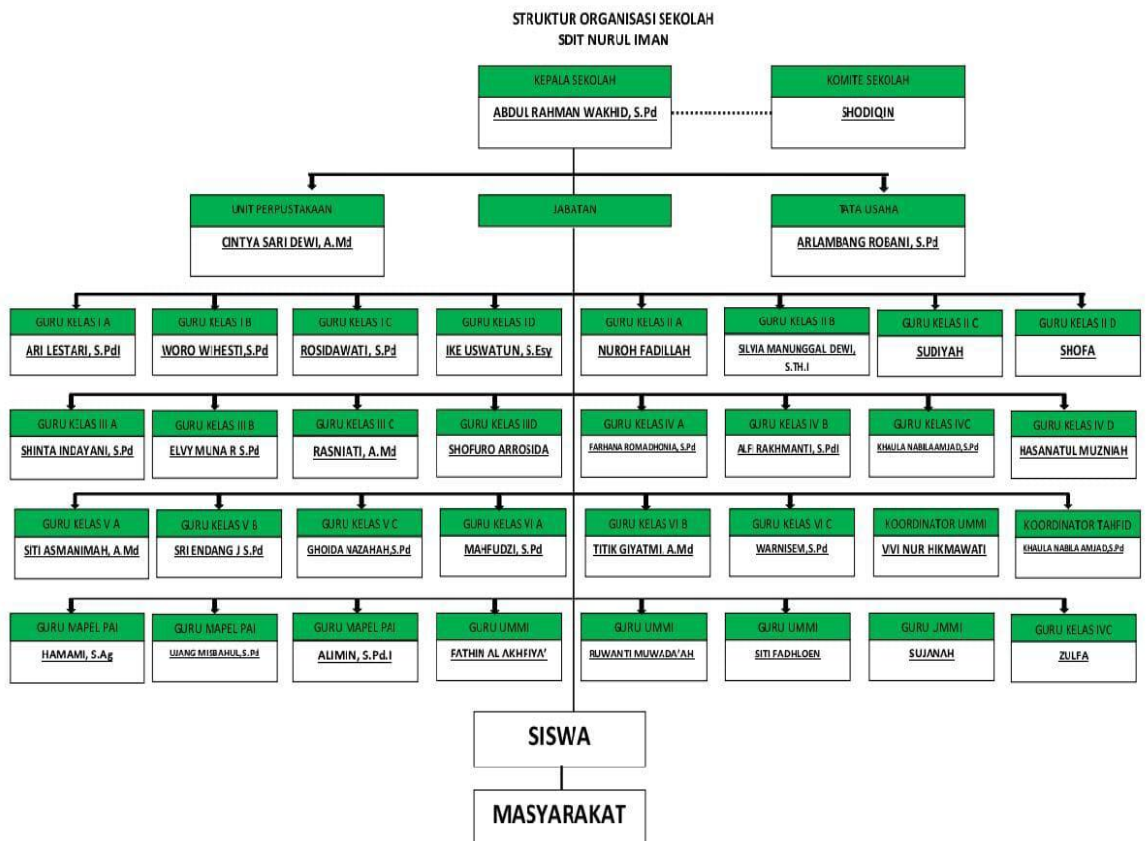 STRUKTUR ORGANISASI SEKOLAH
SDIT NURUL IMAN
KEPALA SEKOLAH
ABDUL RAHMAN WAKHID, S.Pd
KOMITE SEKOLAH
SHODIQIN
UNIT PERPUSTAKAAN
CINTYA SARI DEWI, A.Md
JABATAN
TATA USAHA
ARLAMBANG ROBANI, S.Pd
GURU KELAS I A
ARI LESTARI, S.PdI
GURU KELAS I B
WORO WIHESTI,S.Pd
GURU KELAS I C
ROSIDAWATI, S.Pd
GURU KELAS I D
IKE USWATUN, S.Esy
GURU KELAS II A
NUROH FADILLAH
GURU KELAS II B
SILVIA MANUNGGAL DEWI,
S.TH.I
GURU KELAS II C
SUDIYAH
GURU KELAS II D
SHOFA
GURU KELAS III A
SHINTA INDAYANI, S.Pd
GURU KELAS III B
ELVY MUNA R S.Pd
GURU KELAS III C
RASNIATI, A.Md
GURU KELAS IIID
SHOFURO ARROSIDA
GURU KELAS IV A
FARHANA ROMADHONIA, S.Pd
GURU KELAS IV B
ALFI RAKHMANTI, S.PdI
GURU KELAS IVC
KHAULA NABILA AMJAD, S.Pd
GURU KELAS IV D
HASANATUL MUZNIAH
GURU KELAS V A
SITI ASMANIMAH, A.Md
GURU KELAS V B
SRI ENDANG J S.Pd
GURU KELAS V C
GHOIDA NAZAHAH,S.Pd
GURU KELAS VI A
MAHFUDZI, S.Pd
GURU KELAS VI B
TITIK GIYATMI. A.Md
GURU KELAS VI C
WARNISEM,S.Pd
KOORDINATOR UMMI
VIVI NUR HIKMAWATI
KOORDINATOR TAHFID
KHAULA NABILA AMJAD,S.Pd
GURU MAPEL PAI
HAMAMI, S.Ag
GURU MAPEL PAI
UJANG MISBAHUL,S.Pd
GURU MAPEL PAI
ALIMIN, S.Pd.I
GURU UMMI
FATHIN AL AKHFIYA'
GURU UMMI
RUWANTI MUWADA'AH
GURU UMMI
SITI FADHLOEN
GURU UMMI
SUJANAH
GURU KELAS IVC
ZULFA
SISWA
MASYARAKAT